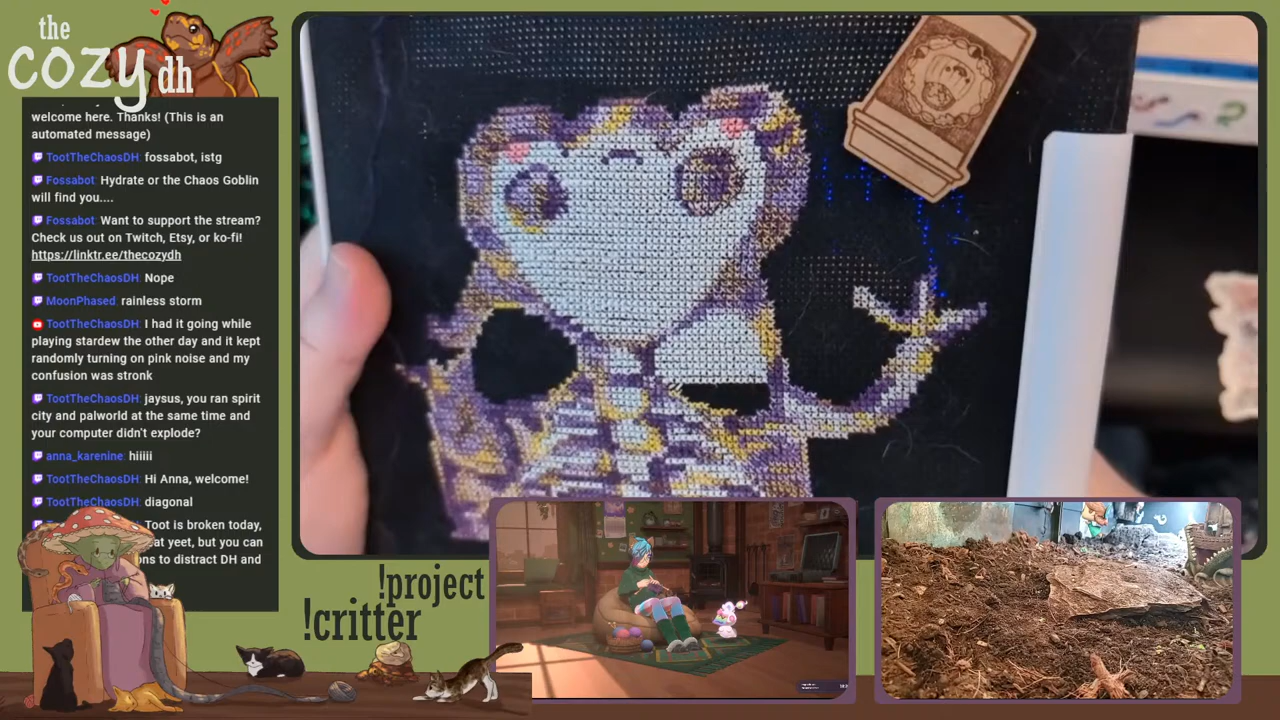 the
cozy dh
welcome here. Thanks! (This is an
automated message)
TootTheChaosDH: fossabot, istg
Fossabot: Hydrate or the Chaos Goblin
will find you....
Fossabot: Want to support the stream?
Check us out on Twitch, Etsy, or ko-fi!
https://linktr.ee/thecozydh
TootTheChaosDH: Nope
MoonPhased: rainless storm
TootTheChaosDH: I had it going while
playing stardew the other day and it kept
randomly turning on pink noise and my
confusion was stronk
TootTheChaosDH: jaysus, you ran spirit
city and palworld at the same time and
your computer didn't explode?
anna_karenine: hiiiii
TootTheChaosDH: Hi Anna, welcome!
TootTheChaosDH: diagonal
Toot is broken today,
at yeet, but you can
ons to distract DH and
!project
!critter